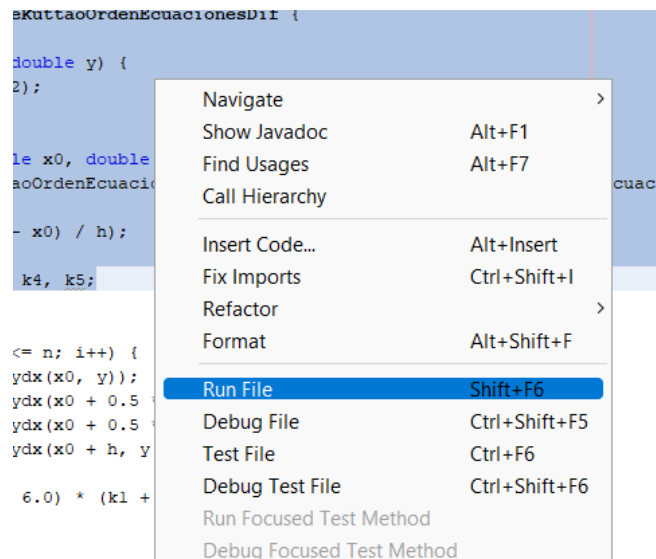 eKuttaoOrdenEcuacionesDif {
double y) {
2);
le x0, double
aoOrdenEcuacio
cuac
- x0) / h);
k4, k5;
<= n; i++) {
ydx(x0, y));
ydx(x0 + 0.5 *
ydx(x0 + 0.5 *
ydx(x0 + h, y
6.0) * (k1 +
Navigate >
Show Javadoc Alt+F1
Find Usages Alt+F7
Call Hierarchy
Insert Code... Alt+Insert
Fix Imports Ctrl+Shift+I
Refactor >
Format Alt+Shift+F
Run File Shift+F6
Debug File Ctrl+Shift+F5
Test File Ctrl+F6
Debug Test File Ctrl+Shift+F6
Run Focused Test Method
Debug Focused Test Method